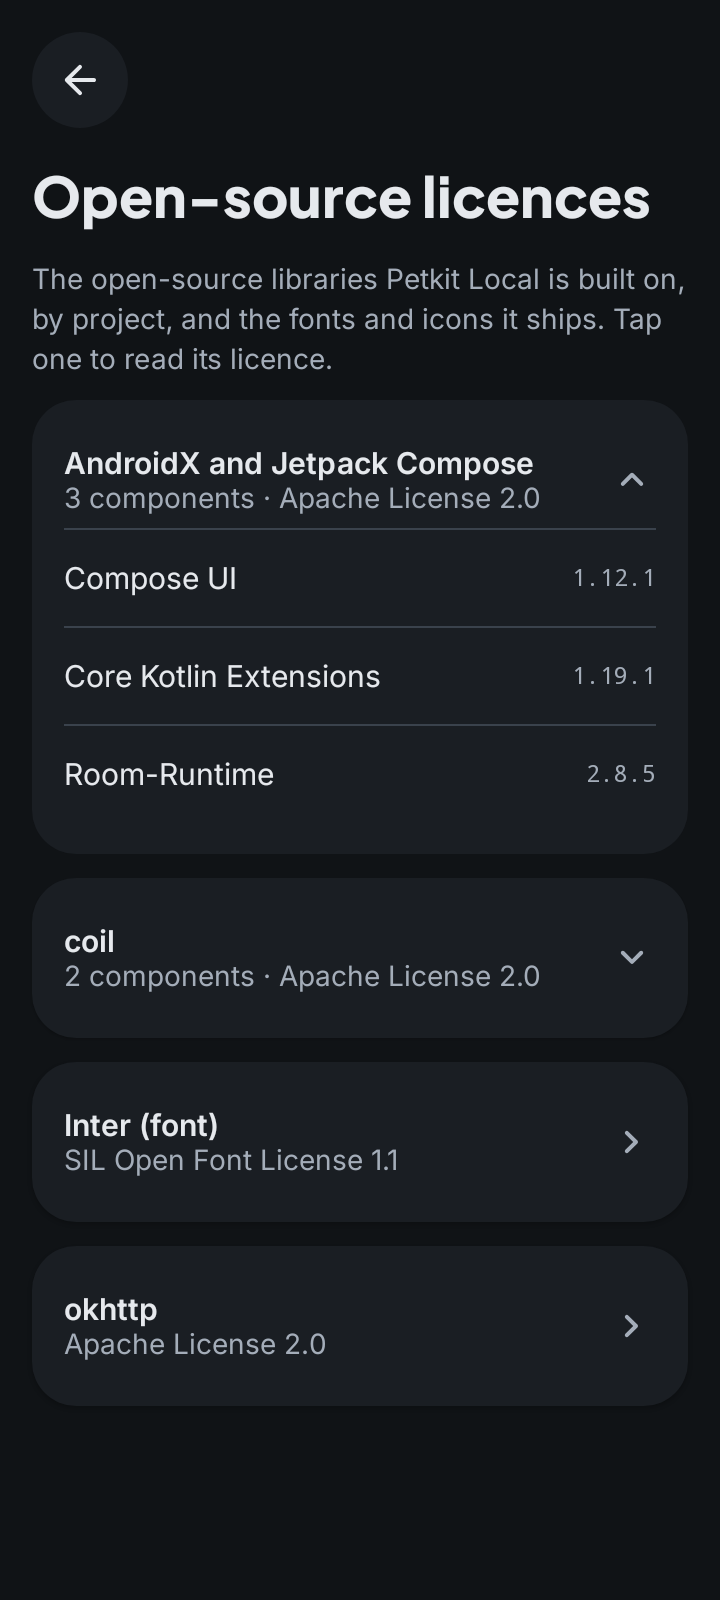 Open-source licences
The open-source libraries Petkit Local is built on,
by project, and the fonts and icons it ships. Tap
one to read its licence.
AndroidX and Jetpack Compose
3 components · Apache License 2.0
Compose UI 1.12.1
Core Kotlin Extensions 1.19.1
Room-Runtime 2.8.5
coil
2 components · Apache License 2.0
Inter (font)
SIL Open Font License 1.1
okhttp
Apache License 2.0